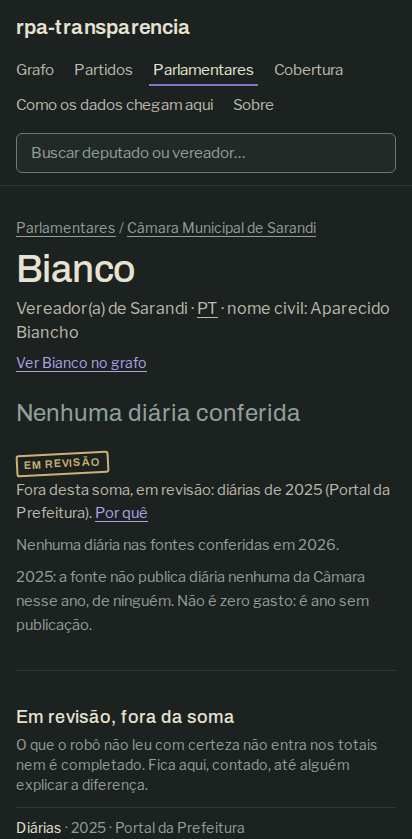 rpa-transparencia
Grafo Partidos Parlamentares Cobertura
Como os dados chegam aqui Sobre
Buscar deputado ou vereador...
Parlamentares / Câmara Municipal de Sarandi
Bianco
Vereador(a) de Sarandi · PT · nome civil: Aparecido
Biancho
Ver Bianco no grafo
Nenhuma diária conferida
EM REVISÃO
Fora desta soma, em revisão: diárias de 2025 (Portal da
Prefeitura). Por quê
Nenhuma diária nas fontes conferidas em 2026.
2025: a fonte não publica diária nenhuma da Câmara
nesse ano, de ninguém. Não é zero gasto: é ano sem
publicação.
Em revisão, fora da soma
O que o robô não leu com certeza não entra nos totais
nem é completado. Fica aqui, contado, até alguém
explicar a diferença.
Diárias · 2025 · Portal da Prefeitura